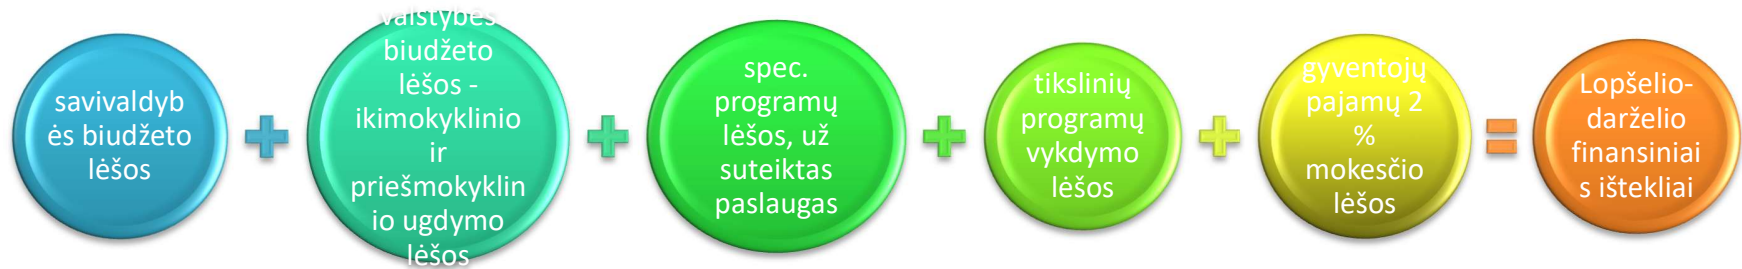 savivaldyb
ės biudžeto
lėšos
valstybės
biudžeto
lėšos -
ikimokyklinio
ir
priešmokyklin
io ugdymo
lėšos
spec.
programų
lėšos, už
suteiktas
paslaugas
tikslinių
programų
vykdymo
lėšos
gyventojų
pajamų 2
%
mokesčio
lėšos
Lopšelio-
darželio
finansiniai
s ištekliai